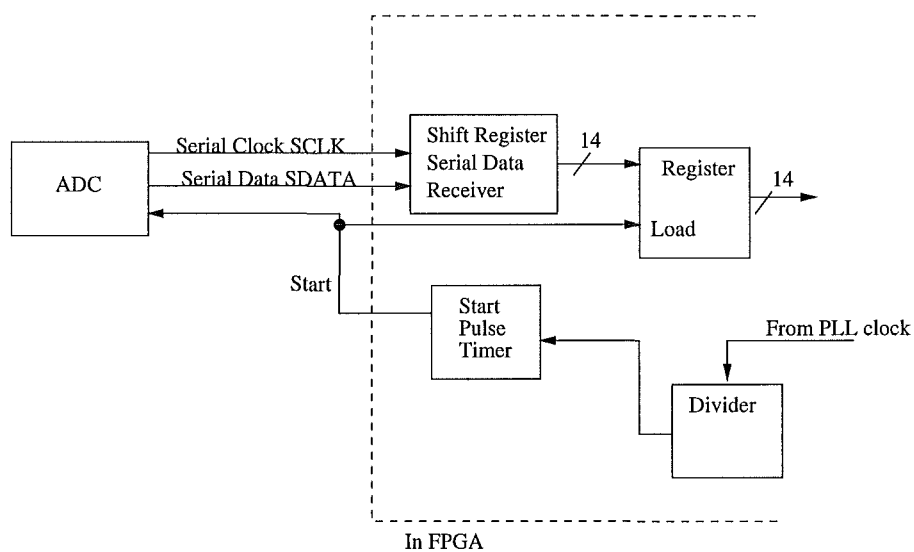 Serial Clock SCLK
Serial Data SDATA
ADC
Shift Register
Serial Data
Receiver
14
Register
Load
14
Start
Start
Pulse
Timer
From PLL clock
Divider
In FPGA